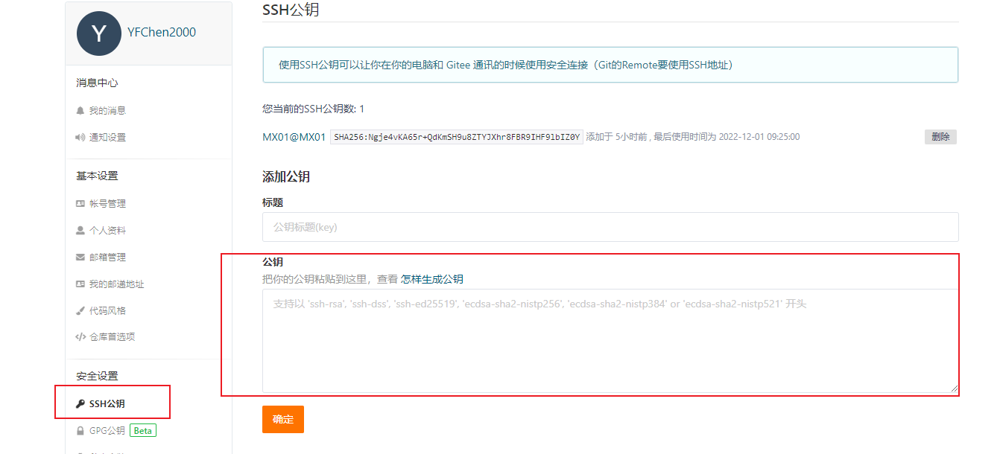 Y
YFChen2000
消息中心
我的消息
通知设置
基本设置
帐号管理
个人资料
邮箱管理
我的邮递地址
代码风格
仓库首选项
安全设置
SSH公钥
GPG公钥 Beta
SSH公钥
使用SSH公钥可以让你在你的电脑和 Gitee 通讯的时候使用安全连接（Git的Remote要使用SSH地址）
您当前的SSH公钥数: 1
MX01@MX01 SHA256:Ngje4vKA65r+QdKmSH9u8ZTYJXhr8FBR9IHF9lbIZ0Y 添加于 5小时前 , 最后使用时间为 2022-12-01 09:25:00 删除
添加公钥
标题
公钥标题(key)
公钥
把你的公钥粘贴到这里，查看 怎样生成公钥
支持以 'ssh-rsa', 'ssh-dss', 'ssh-ed25519', 'ecdsa-sha2-nistp256', 'ecdsa-sha2-nistp384' or 'ecdsa-sha2-nistp521' 开头
确定